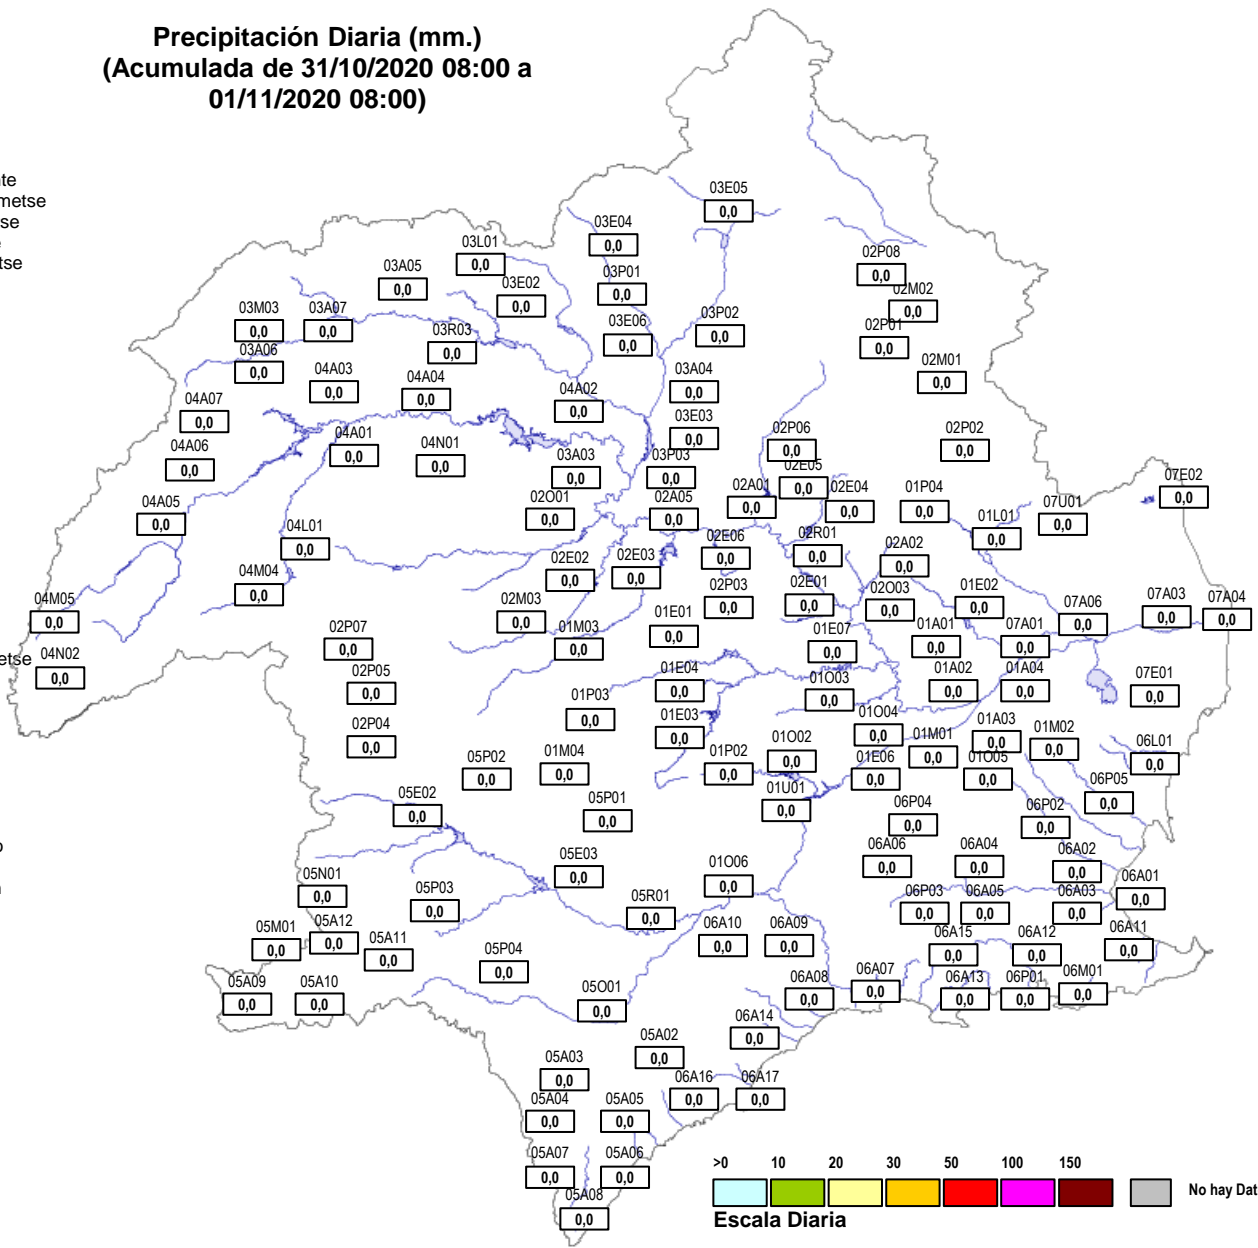 Precipitación Diaria (mm.)
(Acumulada de 31/10/2020 08:00 a
01/11/2020 08:00)
te
metse
se
tse
03E05
0,0
03E04
0,0
03L01
0,0
02P08
0,0
03A05
0,0
03P01
0,0
03E02
0,0
02M02
0,0
03M03
0,0
03A07
0,0
03P02
0,0
03E06
0,0
03R03
0,0
02P01
0,0
03A06
0,0
02M01
0,0
04A03
0,0
04A04
0,0
03A04
0,0
04A02
0,0
04A07
0,0
03E03
0,0
02P06
0,0
02P02
0,0
04A01
0,0
04N01
0,0
04A06
0,0
03A03
0,0
03P03
0,0
02E05
0,0
07E02
0,0
02A01
0,0
02E04
0,0
01P04
0,0
02O01
0,0
02A05
0,0
04A05
0,0
07U01
0,0
01L01
0,0
04L01
0,0
02E06
0,0
02R01
0,0
02A02
0,0
02E02
0,0
02E03
0,0
04M04
0,0
02P03
0,0
02E01
0,0
02O03
0,0
01E02
0,0
07A03
0,0
07A04
0,0
04M05
0,0
02M03
0,0
07A06
0,0
01E01
0,0
01M03
0,0
01E07
0,0
01A01
0,0
07A01
0,0
02P07
0,0
etse
04N02
0,0
02P05
0,0
01E04
0,0
01O03
0,0
01A02
0,0
01A04
0,0
07E01
0,0
01P03
0,0
01E03
0,0
01O04
0,0
02P04
0,0
01A03
0,0
01M02
0,0
01M01
0,0
01O02
0,0
06L01
0,0
05P02
0,0
01M04
0,0
01P02
0,0
01E06
0,0
01O05
0,0
05E02
0,0
01U01
0,0
06P05
0,0
05P01
0,0
06P04
0,0
06P02
0,0
o
05E03
0,0
06A06
0,0
06A04
0,0
06A02
0,0
05N01
0,0
01O06
0,0
06A01
0,0
05P03
0,0
05R01
0,0
06P03
0,0
06A05
0,0
06A03
0,0
05M01
0,0
05A12
0,0
05A11
0,0
06A10
0,0
06A09
0,0
06A15
0,0
06A12
0,0
06A11
0,0
05P04
0,0
05A09
0,0
05A10
0,0
05O01
0,0
06A08
0,0
06A07
0,0
06A13
0,0
06P01
0,0
06M01
0,0
06A14
0,0
05A02
0,0
05A03
0,0
06A16
0,0
06A17
0,0
05A04
0,0
05A05
0,0
05A07
0,0
05A06
0,0
05A08
0,0
>0 10 20 30 50 100 150
No hay Dat
Escala Diaria